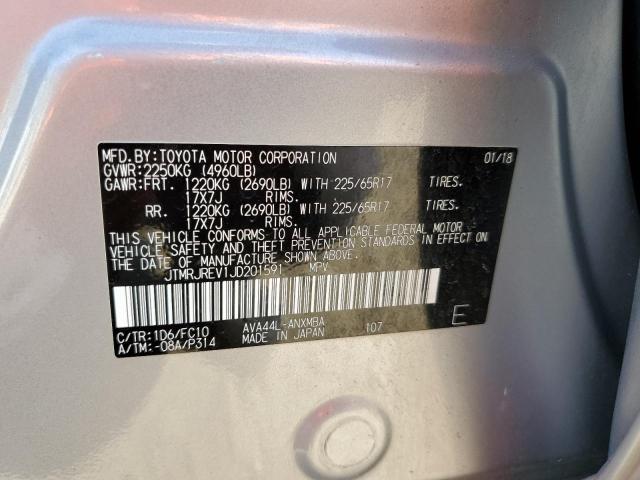 MFD.BY:TOYOTA MOTOR CORPORATION 01/18
GVWR:2250KG (4960LB)
GAWR:FRT. 1220KG (2690LB) WITH 225/65R17 TIRES.
17X7J RIMS.
RR. 1220KG (2690LB) WITH 225/65R17 TIRES.
17X7J RIMS.
THIS VEHICLE CONFORMS TO ALL APPLICABLE FEDERAL MOTOR
VEHICLE SAFETY AND THEFT PREVENTION STANDARDS IN EFFECT ON
THE DATE OF MANUFACTURE SHOWN ABOVE.
JTMRJREV1JD201591 MPV
C/TR:1D6/FC10 AVA44L-ANXMBA 107 E
A/TM:-08A/P314 MADE IN JAPAN